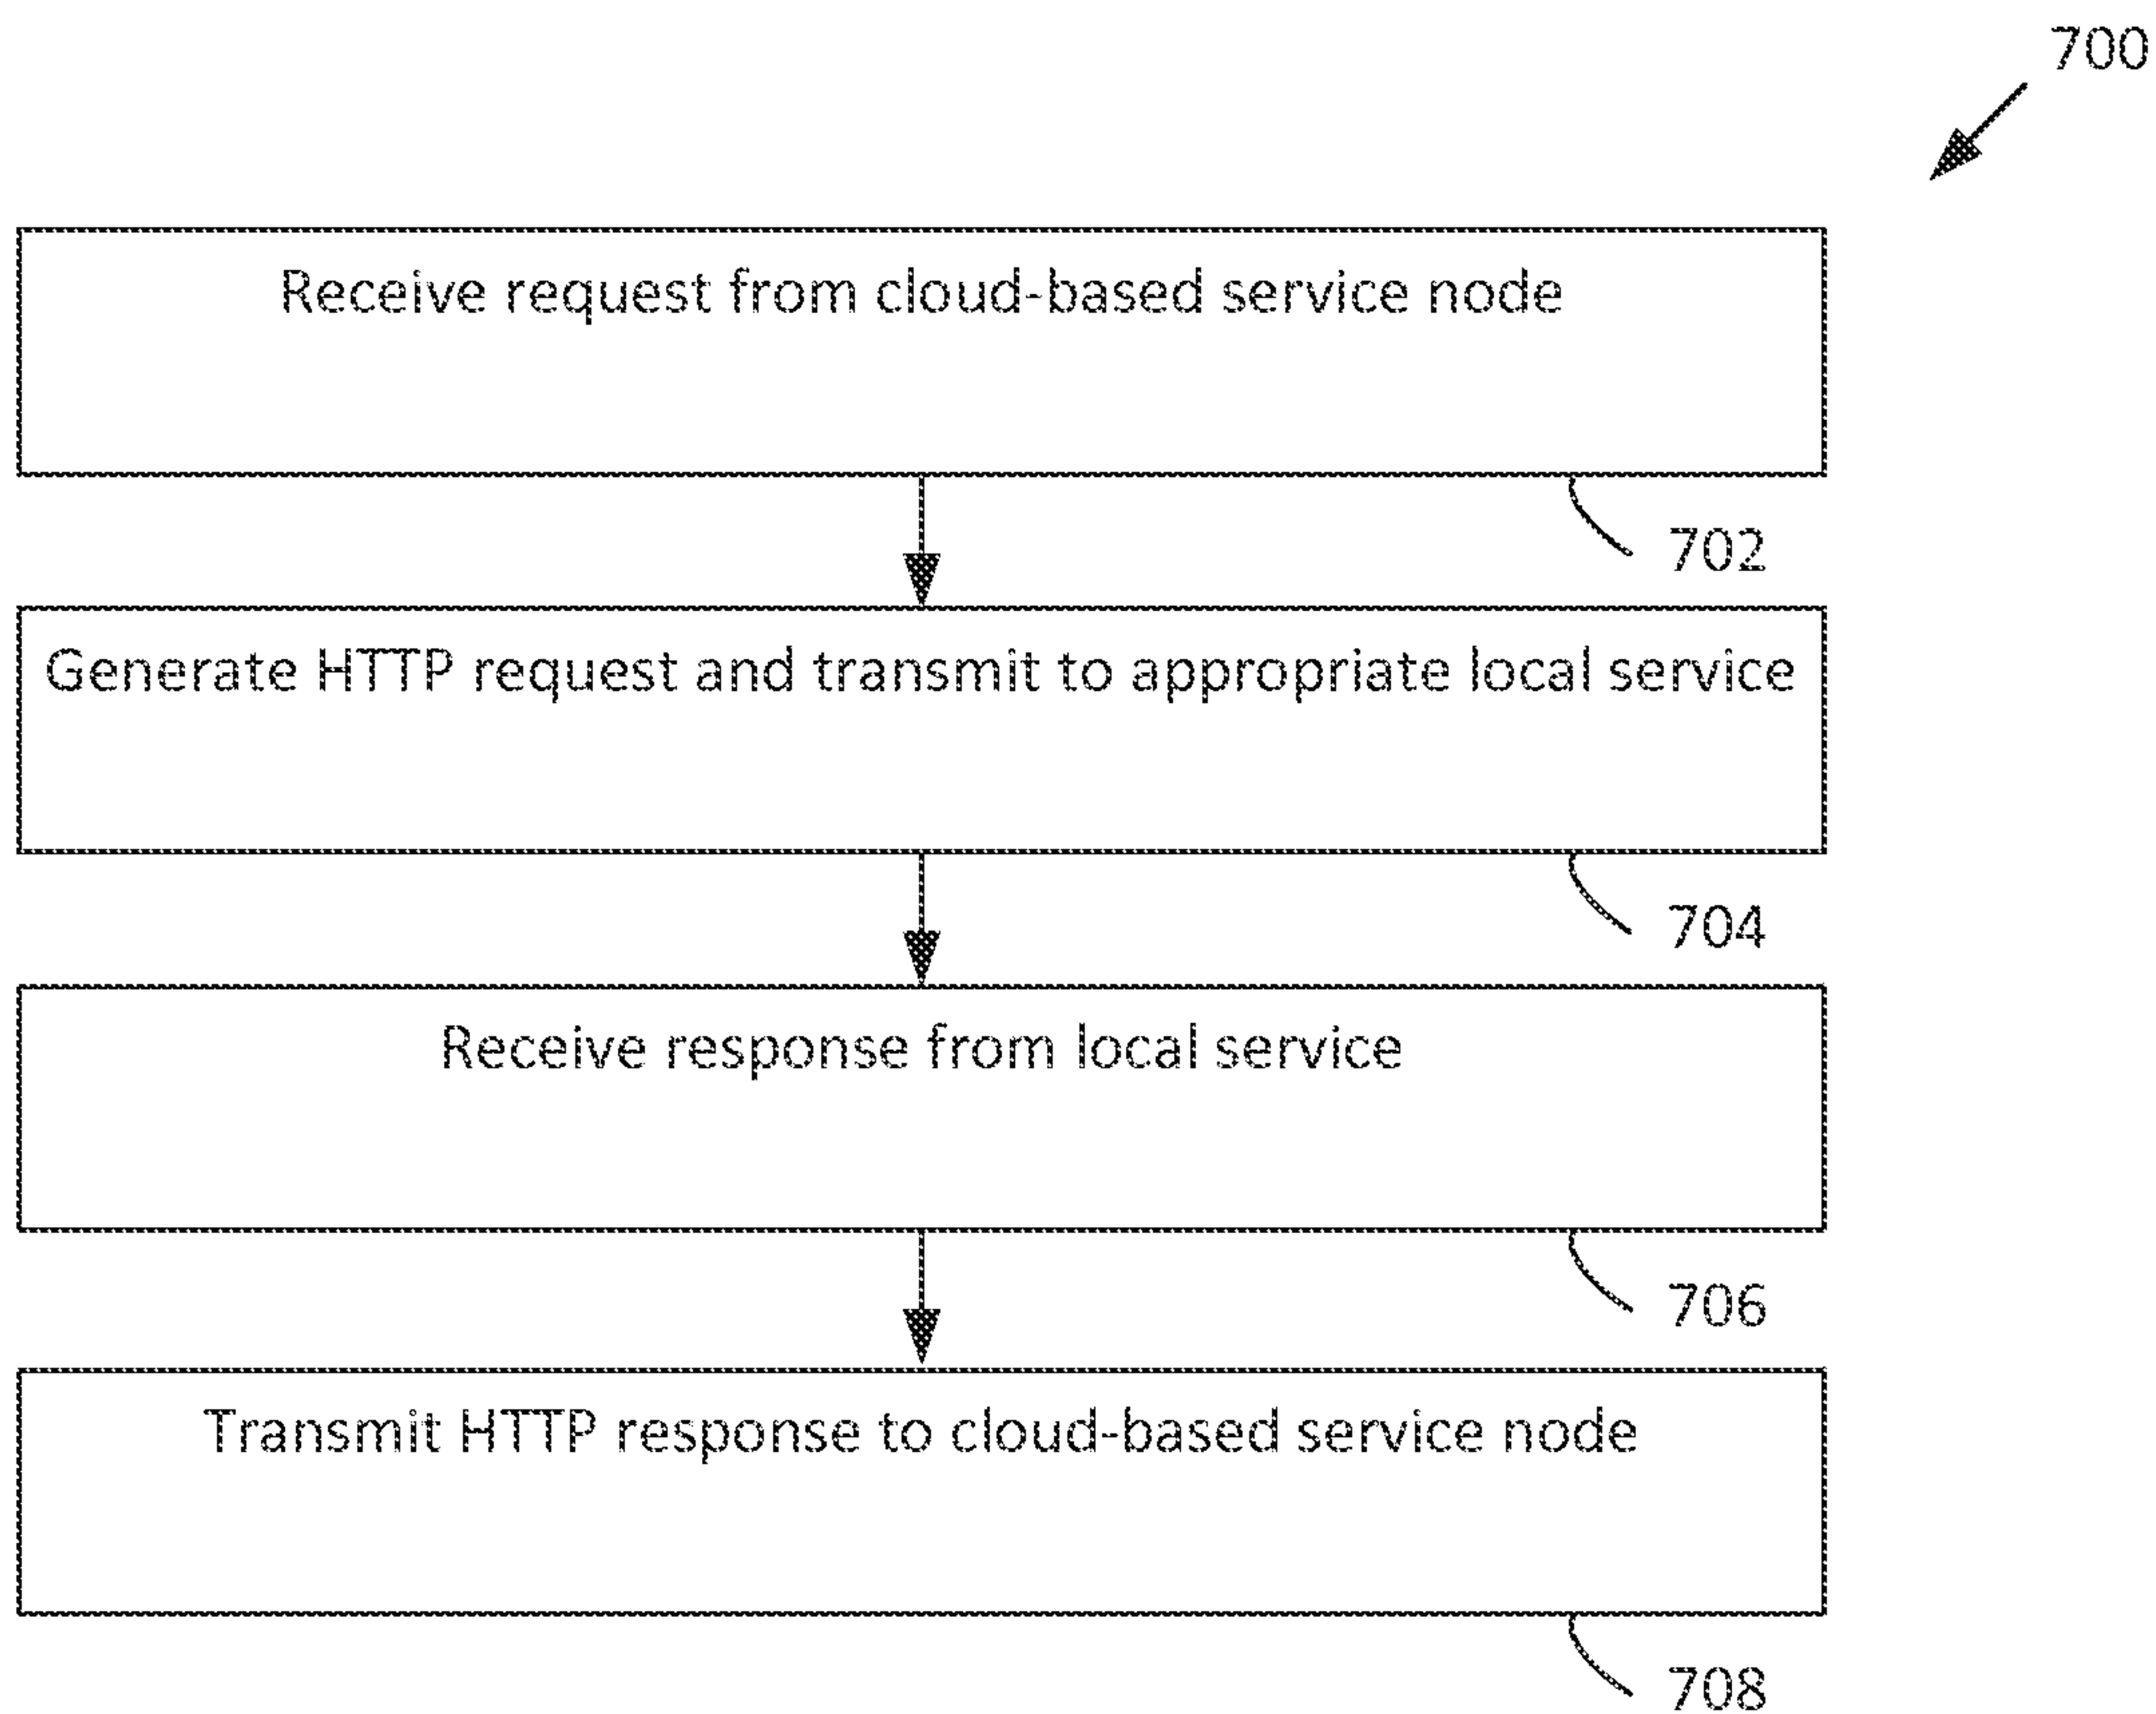 700
Receive request from cloud-based service node
702
Generate HTTP request and transmit to appropriate local service
704
Receive response from local service
706
Transmit HTTP response to cloud-based service node
708